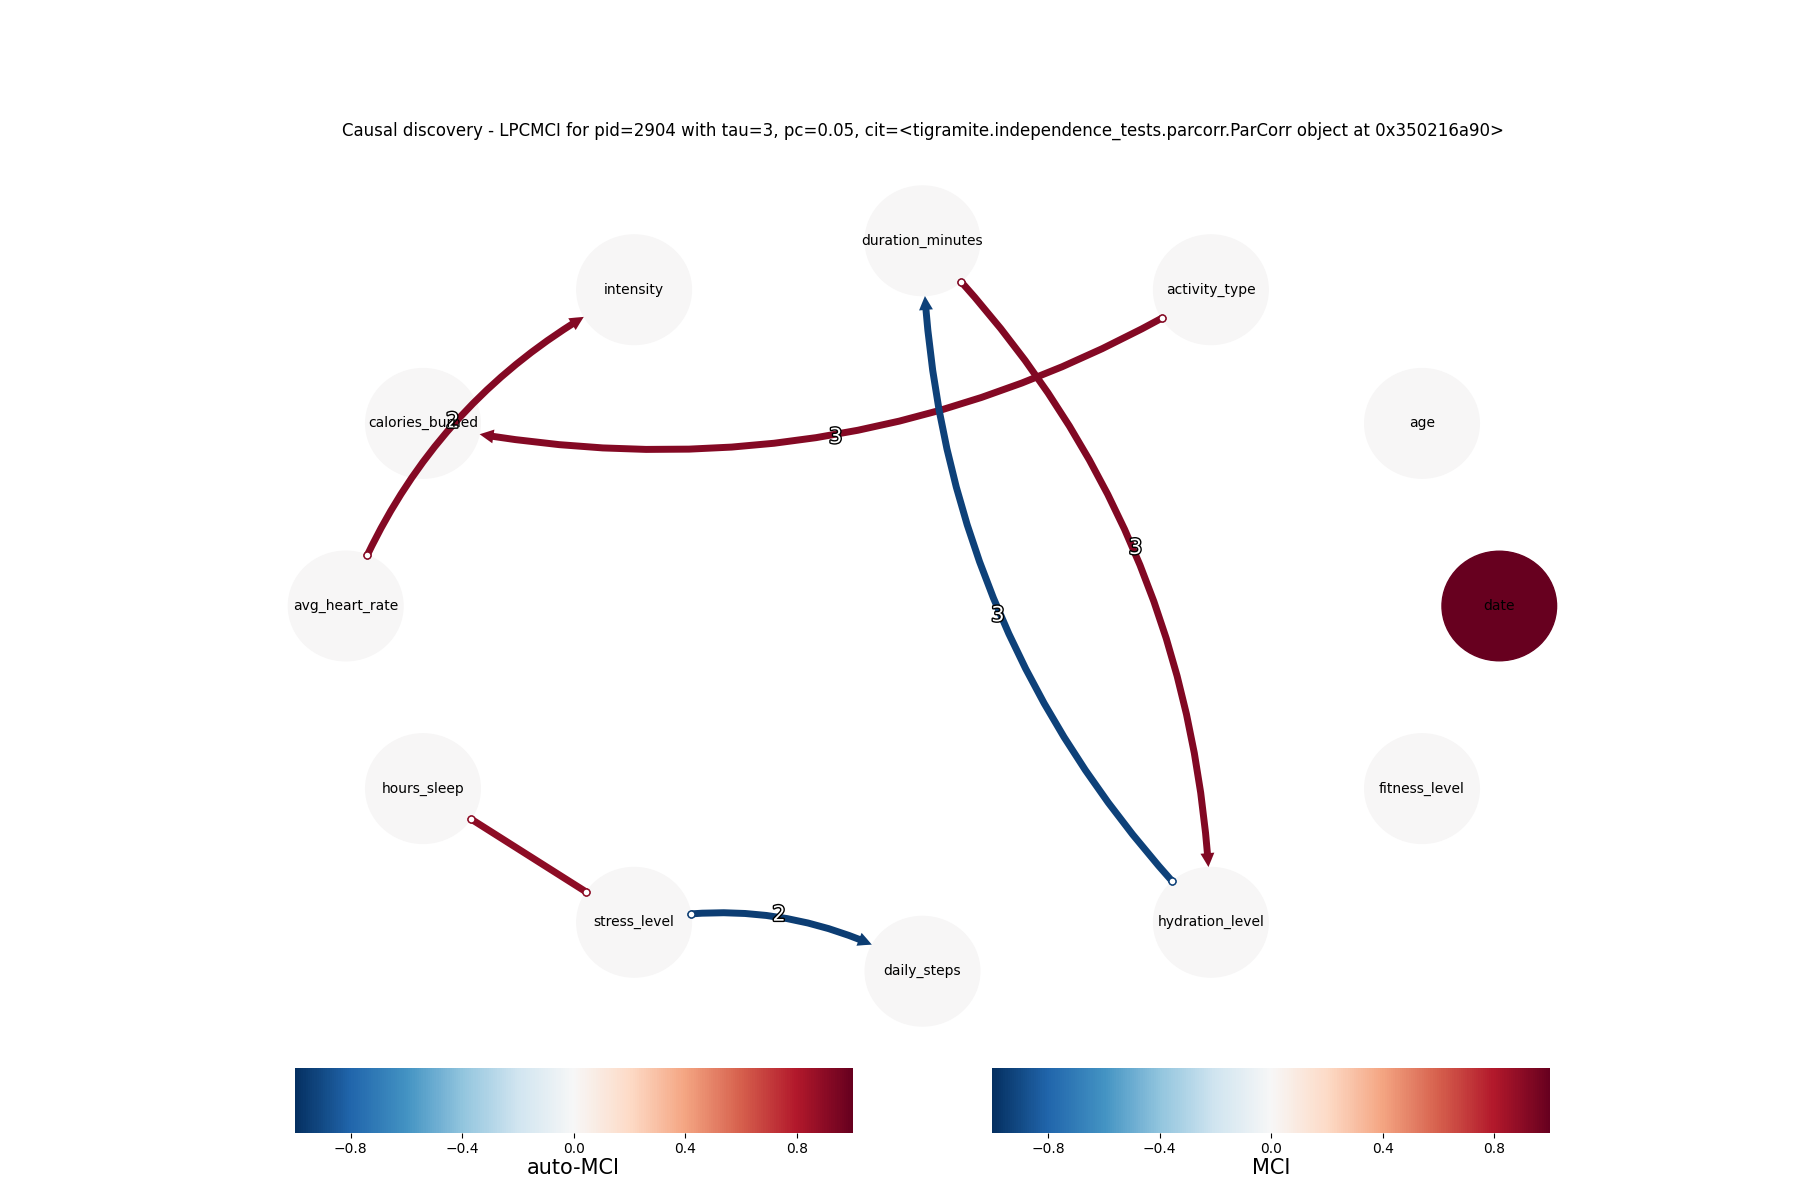 Causal discovery - LPCMCI for pid=2904 with tau=3, pc=0.05, cit=<tigramite.independence_tests.parcorr.ParCorr object at 0x350216a90>
duration_minutes
intensity
activity_type
calories_burned
2
3
age
3
avg_heart_rate
date
3
hours_sleep
fitness_level
stress_level
2
hydration_level
daily_steps
−0.8 −0.4 0.0 0.4 0.8
auto-MCI
−0.8 −0.4 0.0 0.4 0.8
MCI